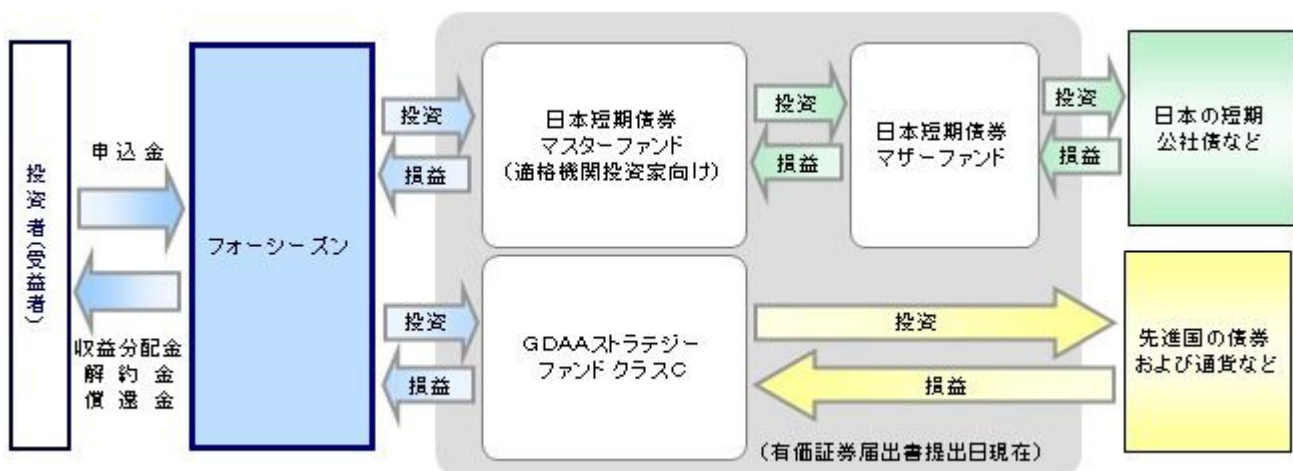 投資者(受益者)
申込金
収益分配金
解約金
償還金
フォーシーズン
投資
損益
日本短期債券
マスターファンド
(適格機関投資家向け)
投資
損益
日本短期債券
マザーファンド
投資
損益
日本の短期
公社債など
投資
損益
GDAAストラテジー
ファンド クラスC
投資
損益
先進国の債券
および通貨など
(有価証券届出書提出日現在)